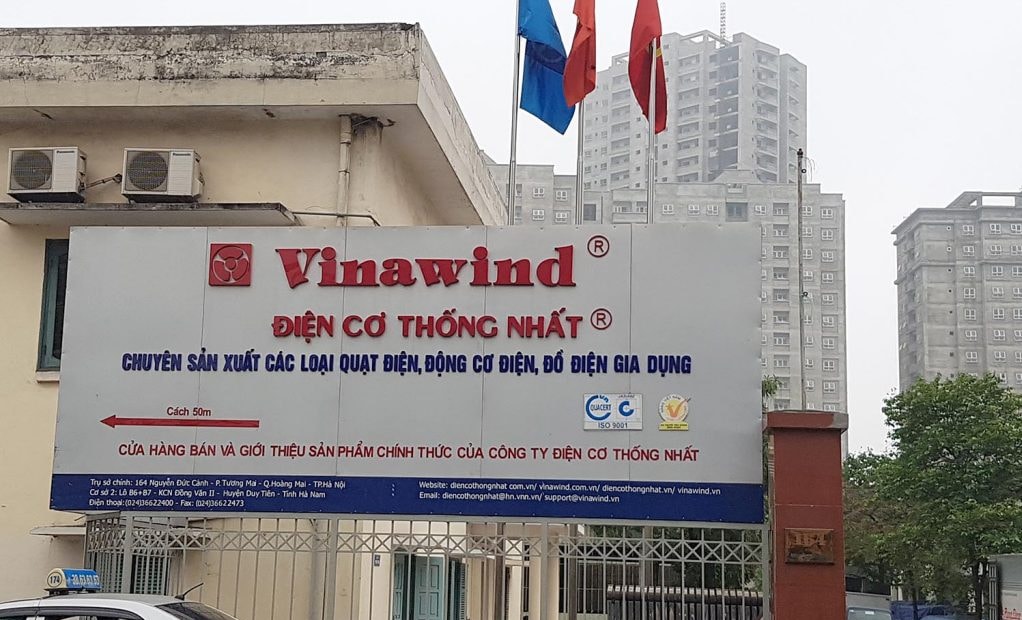 Vinawind ®
ĐIỆN CƠ THỐNG NHẤT ®
CHUYÊN SẢN XUẤT CÁC LOẠI QUẠT ĐIỆN, ĐỘNG CƠ ĐIỆN, ĐỒ ĐIỆN GIA DỤNG
QUACERT
ISO 9001
Cách 50m
CỬA HÀNG BÁN VÀ GIỚI THIỆU SẢN PHẨM CHÍNH THỨC CỦA CÔNG TY ĐIỆN CƠ THỐNG NHẤT
Trụ sở chính: 164 Nguyễn Đức Cảnh - P. Tương Mai - Q.Hoàng Mai - TP.Hà Nội
Cơ sở 2: Lô B6+B7 - KCN Đồng Văn II - Huyện Duy Tiên - Tỉnh Hà Nam
Điện thoại:(024)36622400 - Fax: (024)36622473
Website: diencothongnhat.com.vn/ vinawind.com.vn/ diencothongnhat.vn/ vinawind.vn
Email: diencothongnhat@hn.vnn.vn/ support@vinawind.vn
Panasonic
Panasonic
174